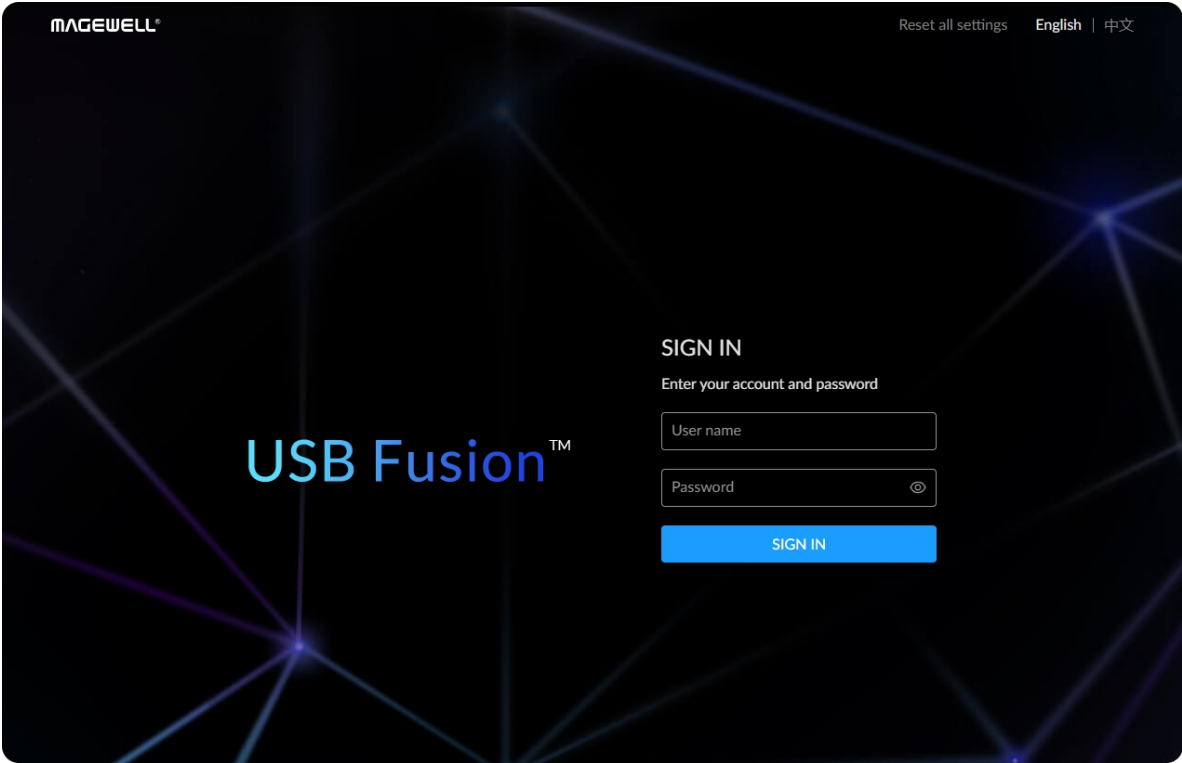 MAGEWELL®
Reset all settings English | 中文
SIGN IN
Enter your account and password
User name
USB Fusion™
Password
SIGN IN